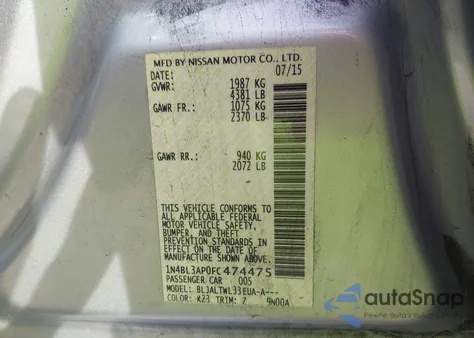 MFD BY NISSAN MOTOR CO., LTD.
DATE: 07/15
GVWR: 1987 KG
4381 LB
GAWR FR: 1075 KG
2370 LB
GAWR RR: 940 KG
2072 LB
THIS VEHICLE CONFORMS TO
ALL APPLICABLE FEDERAL
MOTOR VEHICLE SAFETY,
BUMPER, AND THEFT
PREVENTION STANDARDS
IN EFFECT ON THE DATE OF
MANUFACTURE SHOWN ABOVE.
1N4BL3AP0FC474475
PASSENGER CAR 005
MODEL: BL3ALTWL33EUA-A---
COLOR: K23 TRIM: Z 9N00A
autoSnap
Captured by AutoSnap